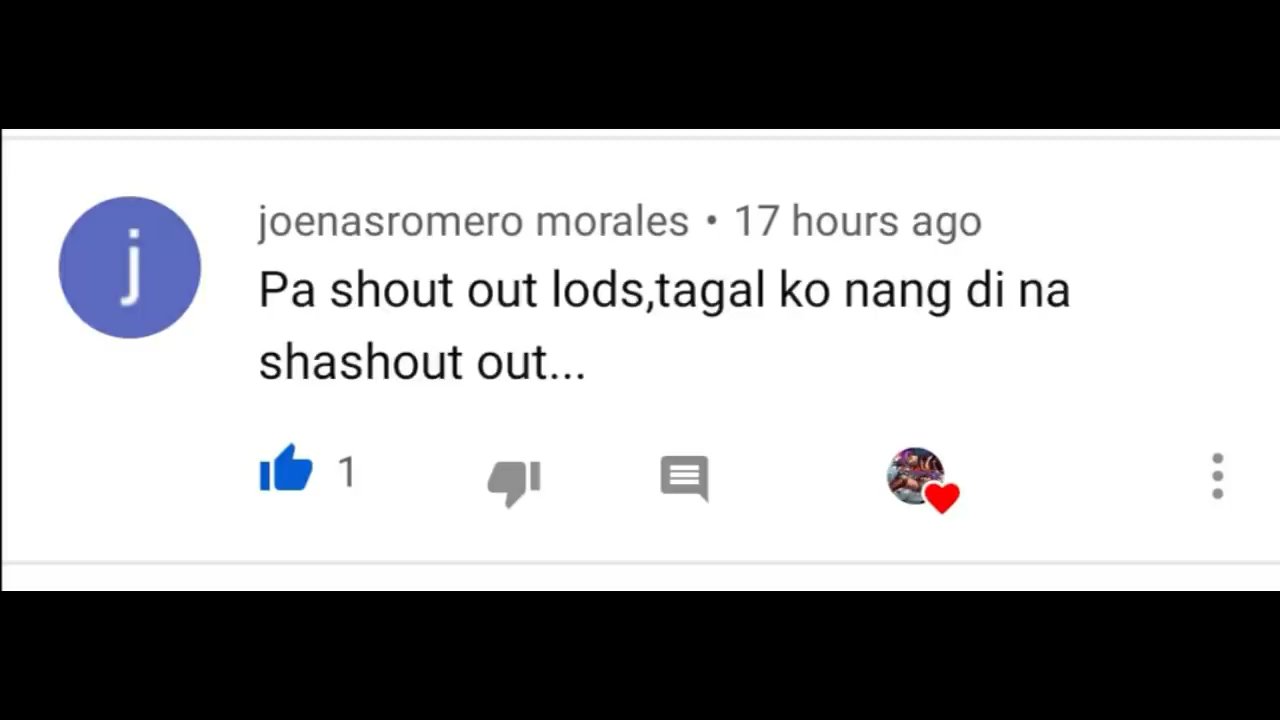 j
joenasromero morales • 17 hours ago
Pa shout out lods,tagal ko nang di na
shashout out...
1